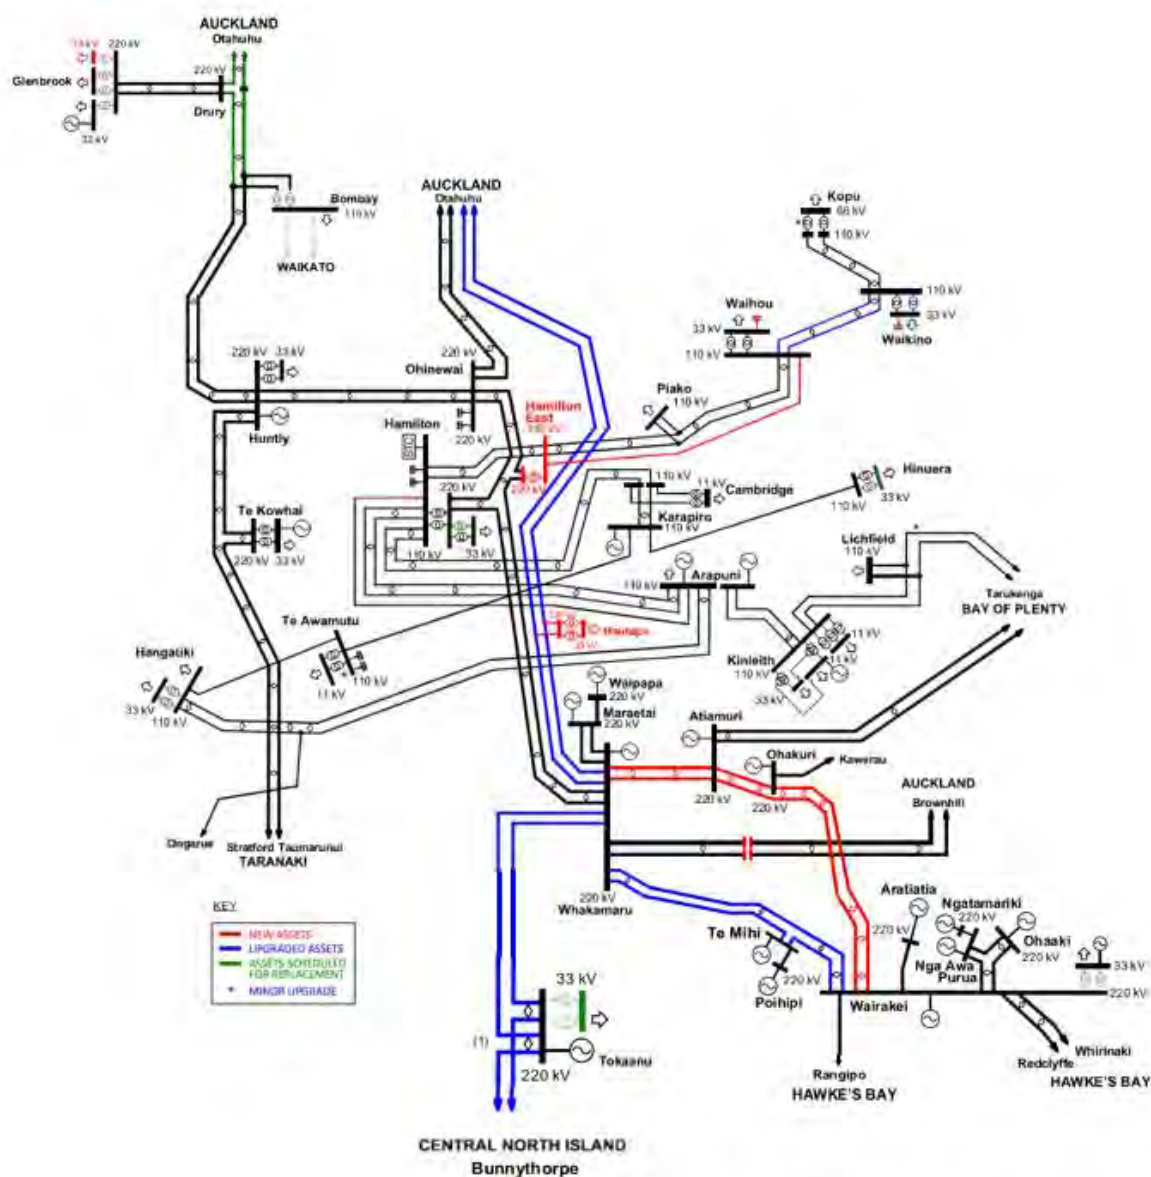 AUCKLAND
Otahuhu
220 kV
Glenbrook
220 kV
Drury
33 kV
Bombay
110 kV
WAIKATO
AUCKLAND
Otahuhu
Kopu
66 kV
*
110 kV
110 kV
33 kV
Waikino
Waihou
33 kV
110 kV
Piako
110 kV
220 kV
33 kV
Huntly
Ohinewai
220 kV
220 kV
Hamilton
Hamilton
East
110 kV
220 kV
220 kV
33 kV
110 kV
Te Kowhai
220 kV
33 kV
110 kV
11 kV
Cambridge
Karapiro
110 kV
Hinuera
110 kV
33 kV
*
Lichfield
110 kV
Arapuni
110 kV
Tarukenga
BAY OF PLENTY
Te Awamutu
*
11 kV
110 kV
Hangatiki
33 kV
110 kV
Kinleith
110 kV
11 kV
11 kV
33 kV
Waipapa
220 kV
Maraetai
220 kV
Atiamuri
220 kV
Ohakuri
220 kV
Kawerau
AUCKLAND
Brownhill
Ongarue
Stratford Taumarunui
TARANAKI
220 kV
Whakamaru
KEY
NEW ASSETS
UPGRADED ASSETS
ASSETS SCHEDULED
FOR REPLACEMENT
* MINOR UPGRADE
Te Mihi
220 kV
Poihipi
Aratiatia
220 kV
Ngatamariki
220 kV
Ohaaki
220 kV
Nga Awa
Purua
33 kV
220 kV
Wairakei
Rangipo
HAWKE'S BAY
Whirinaki
Redclyffe
HAWKE'S BAY
33 kV
(1)
Tokaanu
220 kV
CENTRAL NORTH ISLAND
Bunnythorpe